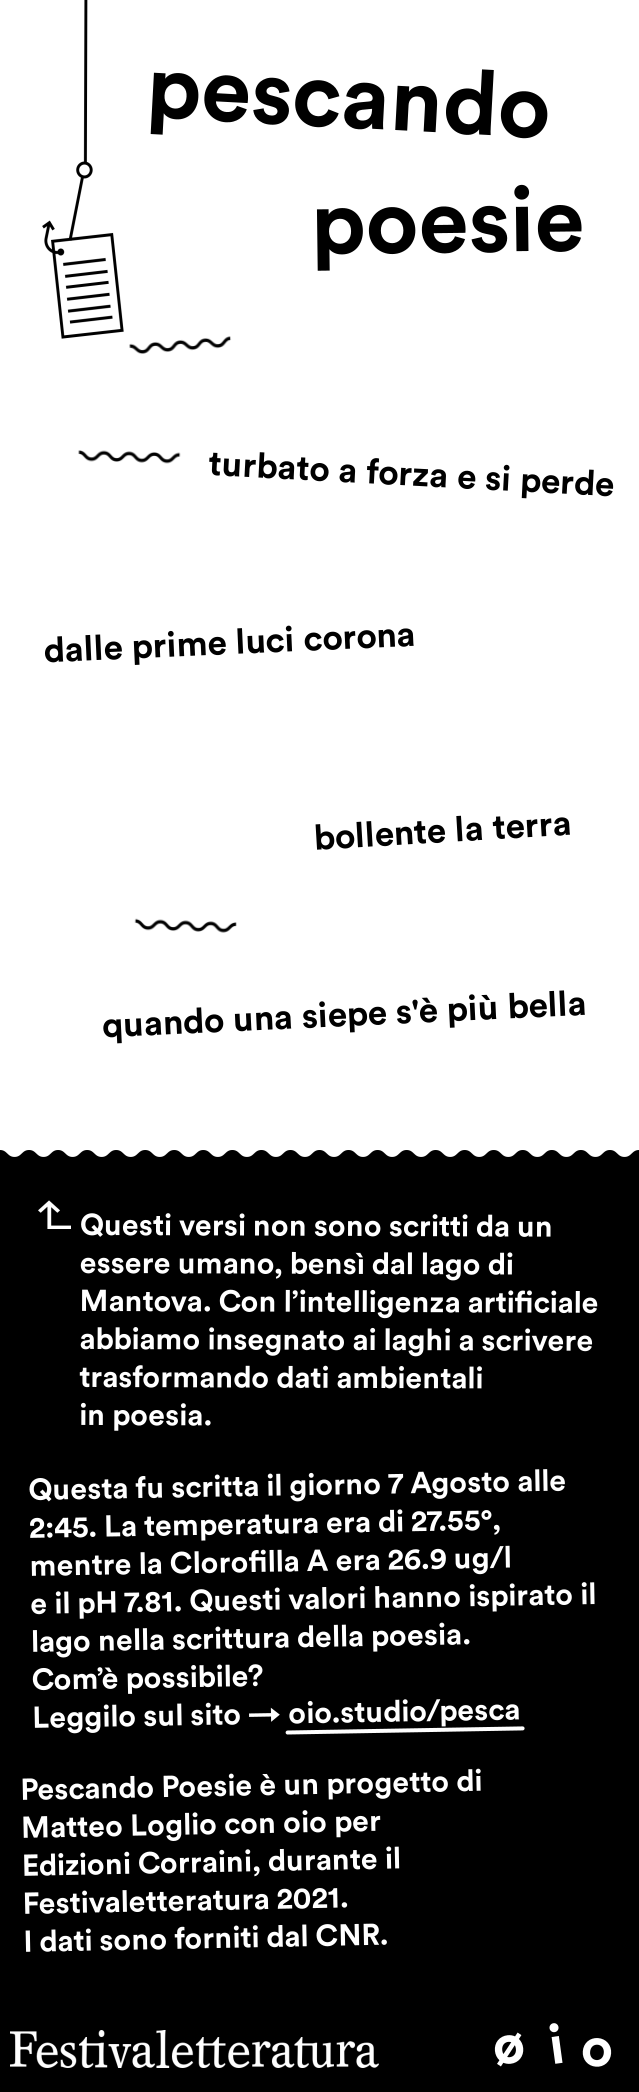 pescando
poesie
turbato a forza e si perde
dalle prime luci corona
bollente la terra
quando una siepe s'è più bella
Questi versi non sono scritti da un
essere umano, bensì dal lago di
Mantova. Con l’intelligenza artificiale
abbiamo insegnato ai laghi a scrivere
trasformando dati ambientali
in poesia.
Questa fu scritta il giorno 7 Agosto alle
2:45. La temperatura era di 27.55°,
mentre la Clorofilla A era 26.9 ug/l
e il pH 7.81. Questi valori hanno ispirato il
lago nella scrittura della poesia.
Com’è possibile?
Leggilo sul sito → oio.studio/pesca
Pescando Poesie è un progetto di
Matteo Loglio con oio per
Edizioni Corraini, durante il
Festivaletteratura 2021.
I dati sono forniti dal CNR.
Festivaletteratura øio